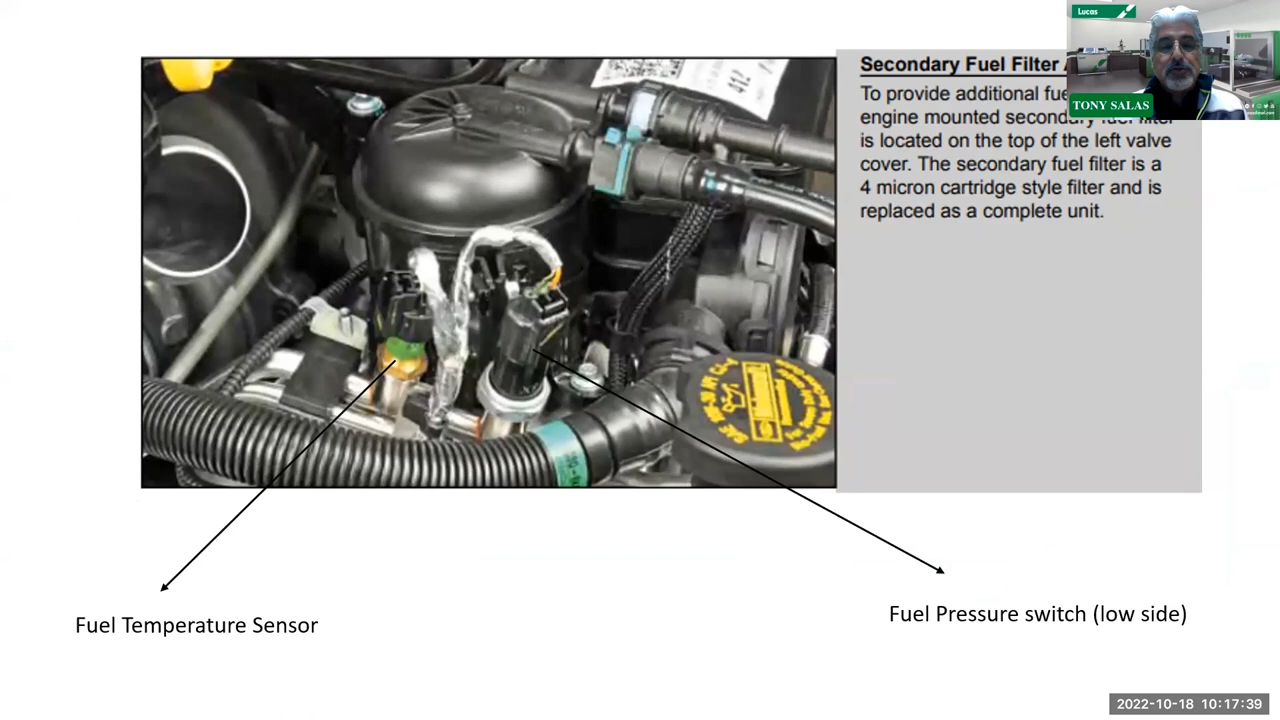 Lucas
TONY SALAS
Secondary Fuel Filter
To provide additional
engine mounted secondary fuel filter
is located on the top of the left valve
cover. The secondary fuel filter is a
4 micron cartridge style filter and is
replaced as a complete unit.
Fuel Temperature Sensor
Fuel Pressure switch (low side)
2022-10-18 10:17:39